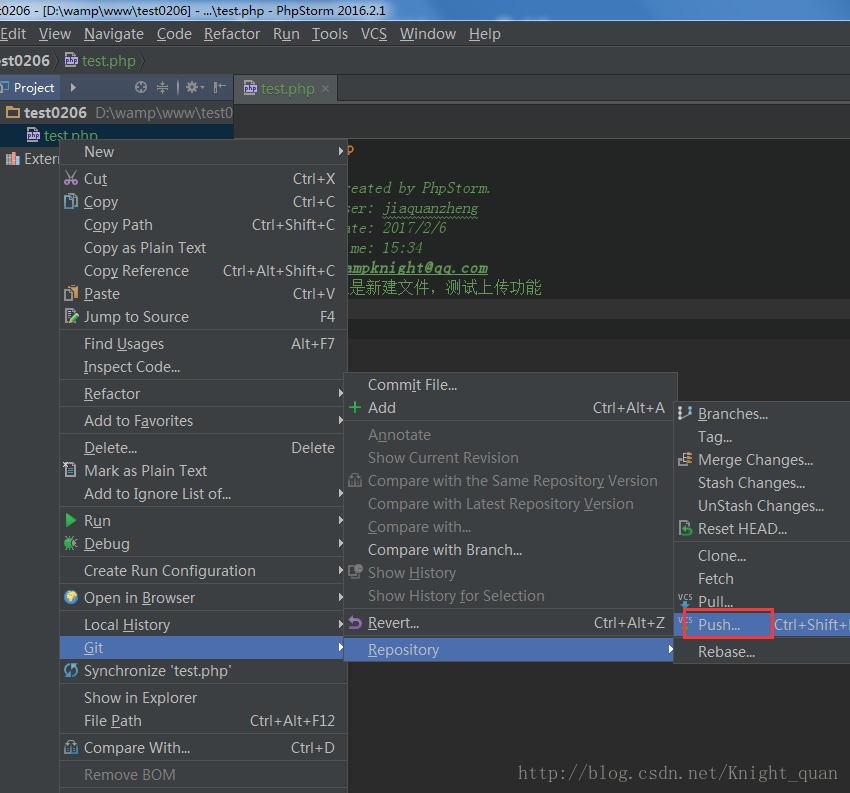 0206 - [D:\wamp\www\test0206] - ...\test.php - PhpStorm 2016.2.1
Edit View Navigate Code Refactor Run Tools VCS Window Help
st0206 test.php
Project test.php
test0206 D:\wamp\www\test0
test.php
Extern
New
Cut Ctrl+X
Copy Ctrl+C
Copy Path Ctrl+Shift+C
Copy as Plain Text
Copy Reference Ctrl+Alt+Shift+C
Paste Ctrl+V
Jump to Source F4
Find Usages Alt+F7
Inspect Code...
Refactor
Add to Favorites
Delete... Delete
Mark as Plain Text
Add to Ignore List of...
Run
Debug
Create Run Configuration
Open in Browser
Local History
Git
Synchronize 'test.php'
Show in Explorer
File Path Ctrl+Alt+F12
Compare With... Ctrl+D
Remove BOM
reated by PhpStorm.
ser: jiaquanzheng
ate: 2017/2/6
me: 15:34
ampknight@qq.com
是新建文件，测试上传功能
Commit File...
Add Ctrl+Alt+A
Annotate
Show Current Revision
Compare with the Same Repository Version
Compare with Latest Repository Version
Compare with...
Compare with Branch...
Show History
Show History for Selection
Revert... Ctrl+Alt+Z
Repository
Branches...
Tag...
Merge Changes...
Stash Changes...
UnStash Changes...
Reset HEAD...
Clone...
Fetch
VCS Pull...
VCS Push... Ctrl+Shift+
Rebase...
http://blog.csdn.net/Knight_quan